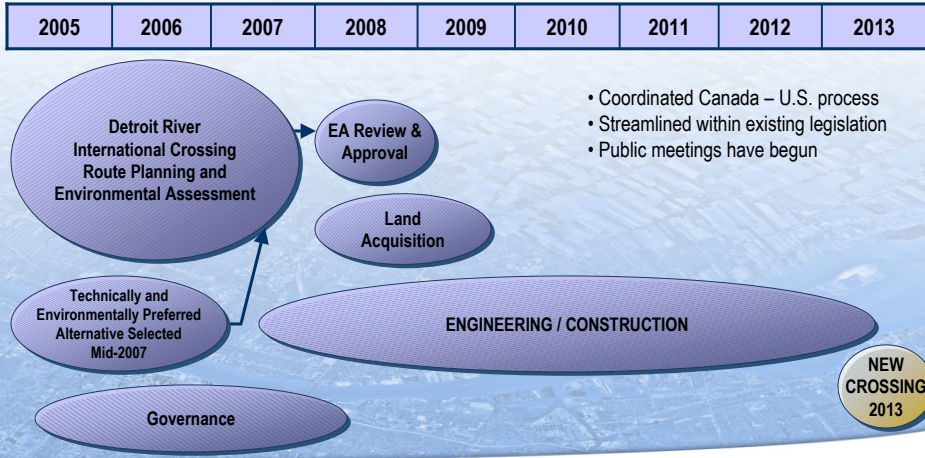 2005 2006 2007 2008 2009 2010 2011 2012 2013
• Coordinated Canada – U.S. process
• Streamlined within existing legislation
• Public meetings have begun
Detroit River
International Crossing
Route Planning and
Environmental Assessment
EA Review &
Approval
Land
Acquisition
Technically and
Environmentally Preferred
Alternative Selected
Mid-2007
ENGINEERING / CONSTRUCTION
NEW
CROSSING
2013
Governance